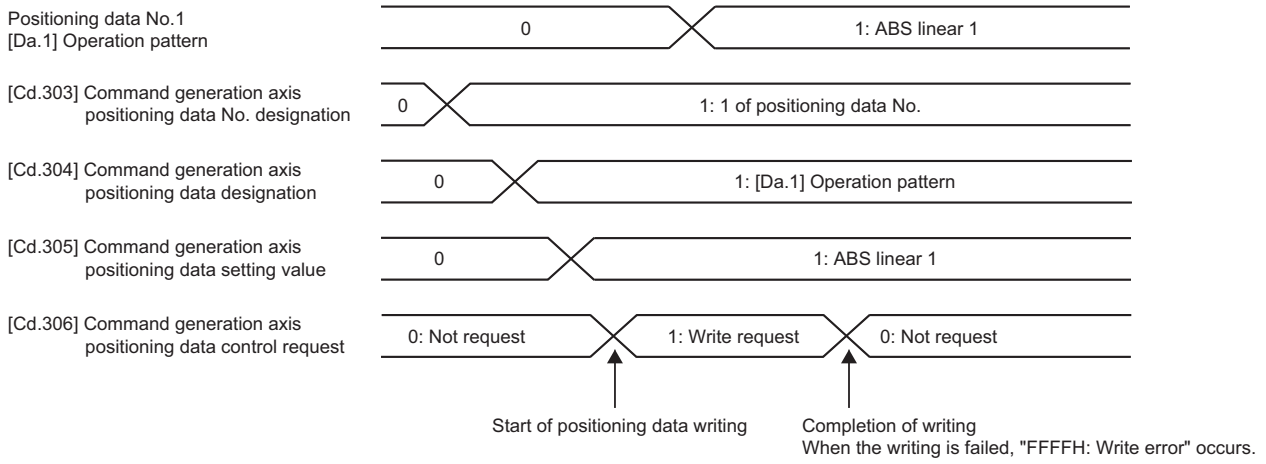 Positioning data No.1
[Da.1] Operation pattern
0
1: ABS linear 1
[Cd.303] Command generation axis
positioning data No. designation
0
1: 1 of positioning data No.
[Cd.304] Command generation axis
positioning data designation
0
1: [Da.1] Operation pattern
[Cd.305] Command generation axis
positioning data setting value
0
1: ABS linear 1
[Cd.306] Command generation axis
positioning data control request
0: Not request
1: Write request
0: Not request
Start of positioning data writing
Completion of writing
When the writing is failed, "FFFFH: Write error" occurs.